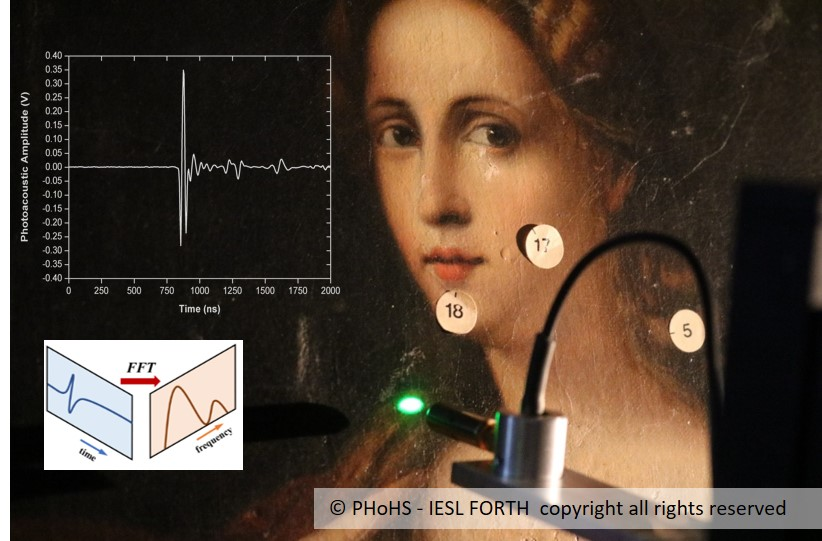 Photoacoustic Amplitude (V)
0.40
0.35
0.30
0.25
0.20
0.15
0.10
0.05
0.00
-0.05
-0.10
-0.15
-0.20
-0.25
-0.30
-0.35
-0.40
0 250 500 750 1000 1250 1500 1750 2000
Time (ns)
17
18
5
FFT
time
frequency
© PHoHS - IESL FORTH copyright all rights reserved